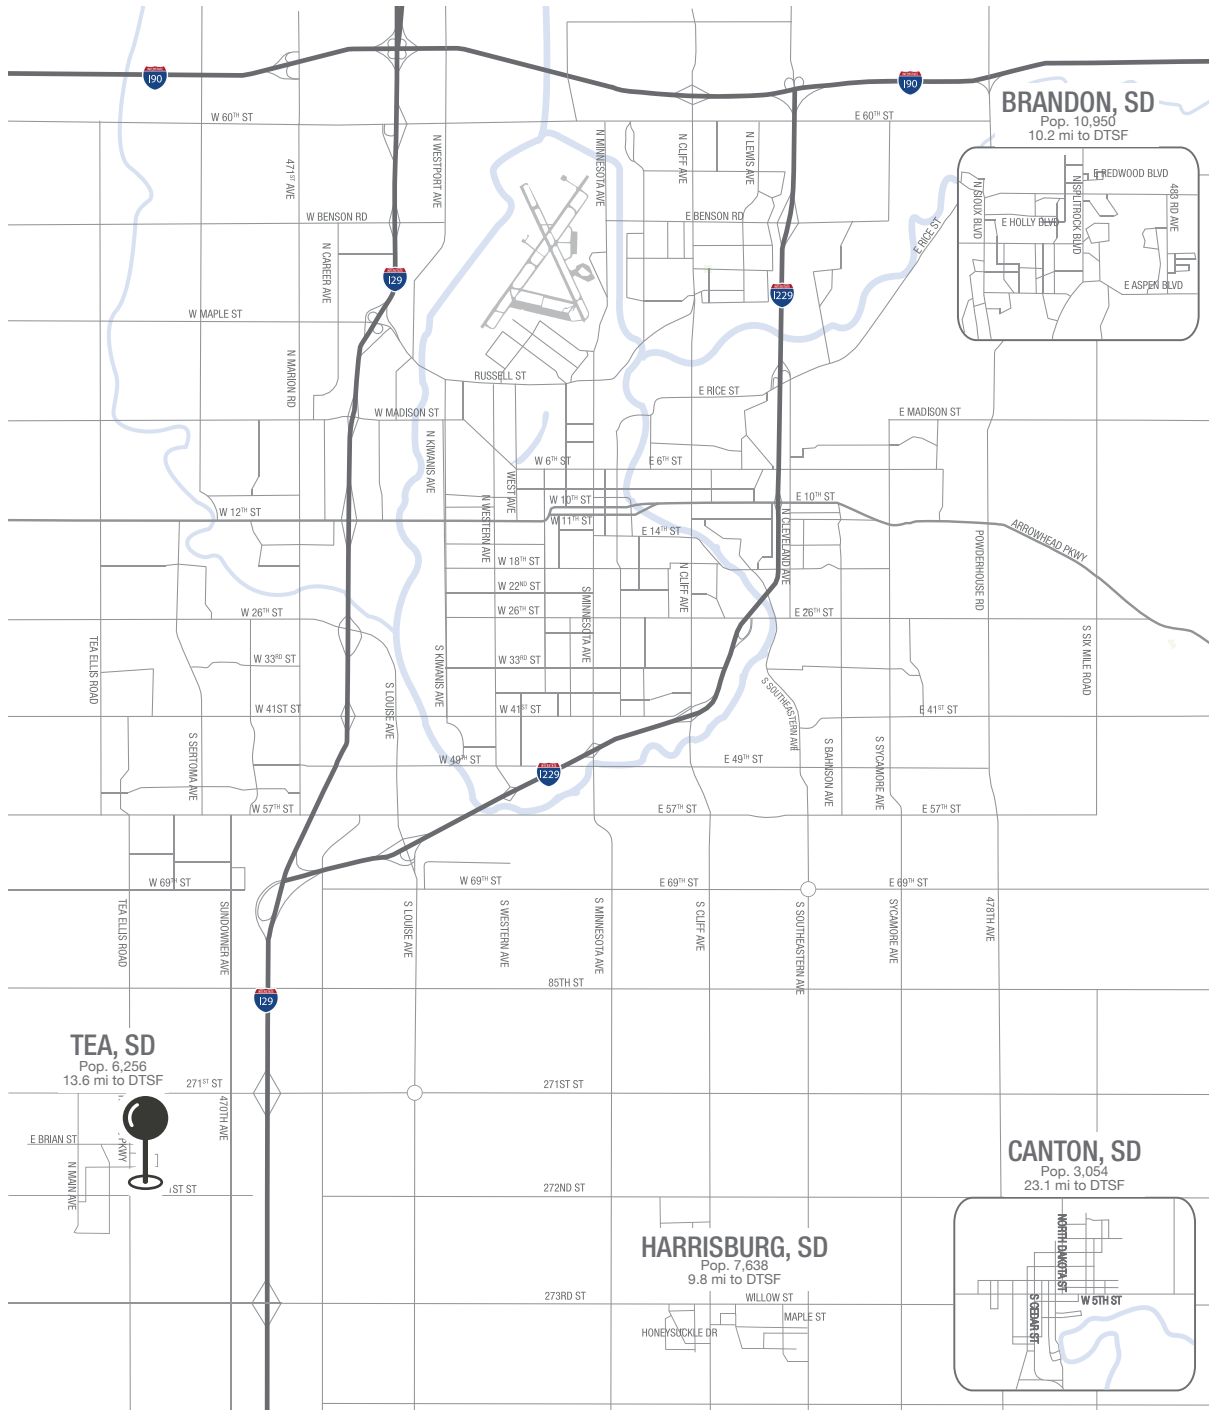 I90
I90
BRANDON, SD
Pop. 10,950
10.2 mi to DTSF
W 60TH ST
E 60TH ST
N WESTPORT AVE
N MINNESOTA AVE
N CLIFF AVE
N LEWIS AVE
471ST AVE
E REDWOOD BLVD
N SIOUX BLVD
N SPLITROCK BLVD
483 RD AVE
E HOLLY BLVD
E ASPEN BLVD
W BENSON RD
E BENSON RD
E RICE ST
N CAREER AVE
I29
I229
W MAPLE ST
N MARION RD
RUSSELL ST
E RICE ST
W MADISON ST
E MADISON ST
N KIWANIS AVE
W 6TH ST
E 6TH ST
WEST AVE
N WESTERN AVE
W 10TH ST
E 10TH ST
W 12TH ST
W 11TH ST
E 14TH ST
N CLEVELAND AVE
ARROWHEAD PKWY
POWDERHOUSE RD
W 18TH ST
N CLIFF AVE
W 22ND ST
S MINNESOTA AVE
W 26TH ST
W 26TH ST
E 26TH ST
TEA ELLIS ROAD
S KIWANIS AVE
S SIX MILE ROAD
W 33RD ST
W 33RD ST
S LOUISE AVE
S SOUTHEASTERN AVE
W 41ST ST
W 41ST ST
E 41ST ST
S SERTOMA AVE
S BAHNSON AVE
S SYCAMORE AVE
W 49TH ST
E 49TH ST
I229
W 57TH ST
E 57TH ST
E 57TH ST
W 69TH ST
W 69TH ST
E 69TH ST
E 69TH ST
TEA ELLIS ROAD
SUNDOWNER AVE
S LOUISE AVE
S WESTERN AVE
S MINNESOTA AVE
S CLIFF AVE
S SOUTHEASTERN AVE
SYCAMORE AVE
478TH AVE
85TH ST
I29
TEA, SD
Pop. 6,256
13.6 mi to DTSF
271ST ST
271ST ST
470TH AVE
E BRIAN ST
PKWY
N MAIN AVE
1ST ST
272ND ST
CANTON, SD
Pop. 3,054
23.1 mi to DTSF
HARRISBURG, SD
Pop. 7,638
9.8 mi to DTSF
NORTH DAKOTA ST
273RD ST
WILLOW ST
W 5TH ST
S CEDAR ST
MAPLE ST
HONEYSUCKLE DR